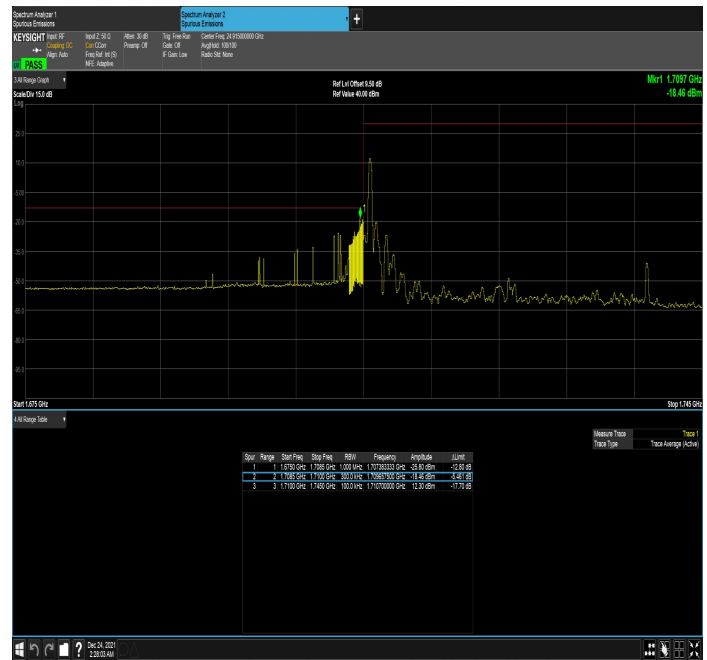 Spectrum Analyzer 1
Spurious Emissions
Spectrum Analyzer 2
Spurious Emissions
KEYSIGHT
Input: RF
Coupling: DC
Align: Auto
Input Z: 50 Ω
Corr CCorr
Freq Ref: Int (S)
NFE: Adaptive
Atten: 30 dB
Preamp: Off
Trig: Free Run
Gate: Off
IF Gain: Low
Center Freq: 24.915000000 GHz
Avg|Hold: 100/100
Radio Std: None
PASS
3 All Range Graph
Scale/Div 15.0 dB
Ref Lvl Offset 9.50 dB
Ref Value 40.00 dBm
Mkr1 1.7097 GHz
-18.46 dBm
Log
25.0
10.0
-5.00
-20.0
-35.0
-50.0
-65.0
-80.0
-95.0
1
Start 1.675 GHz
Stop 1.745 GHz
4 All Range Table
Measure Trace Trace 1
Trace Type Trace Average (Active)
Spur Range Start Freq Stop Freq RBW Frequency Amplitude ΔLimit
1 1 1.6750 GHz 1.7085 GHz 1.000 MHz 1.707383333 GHz -25.80 dBm -12.80 dB
2 2 1.7085 GHz 1.7100 GHz 300.0 kHz 1.709657500 GHz -18.46 dBm -5.461 dB
3 3 1.7100 GHz 1.7450 GHz 100.0 kHz 1.710700000 GHz 12.30 dBm -17.70 dB
?
Dec 24, 2021
2:28:03 AM